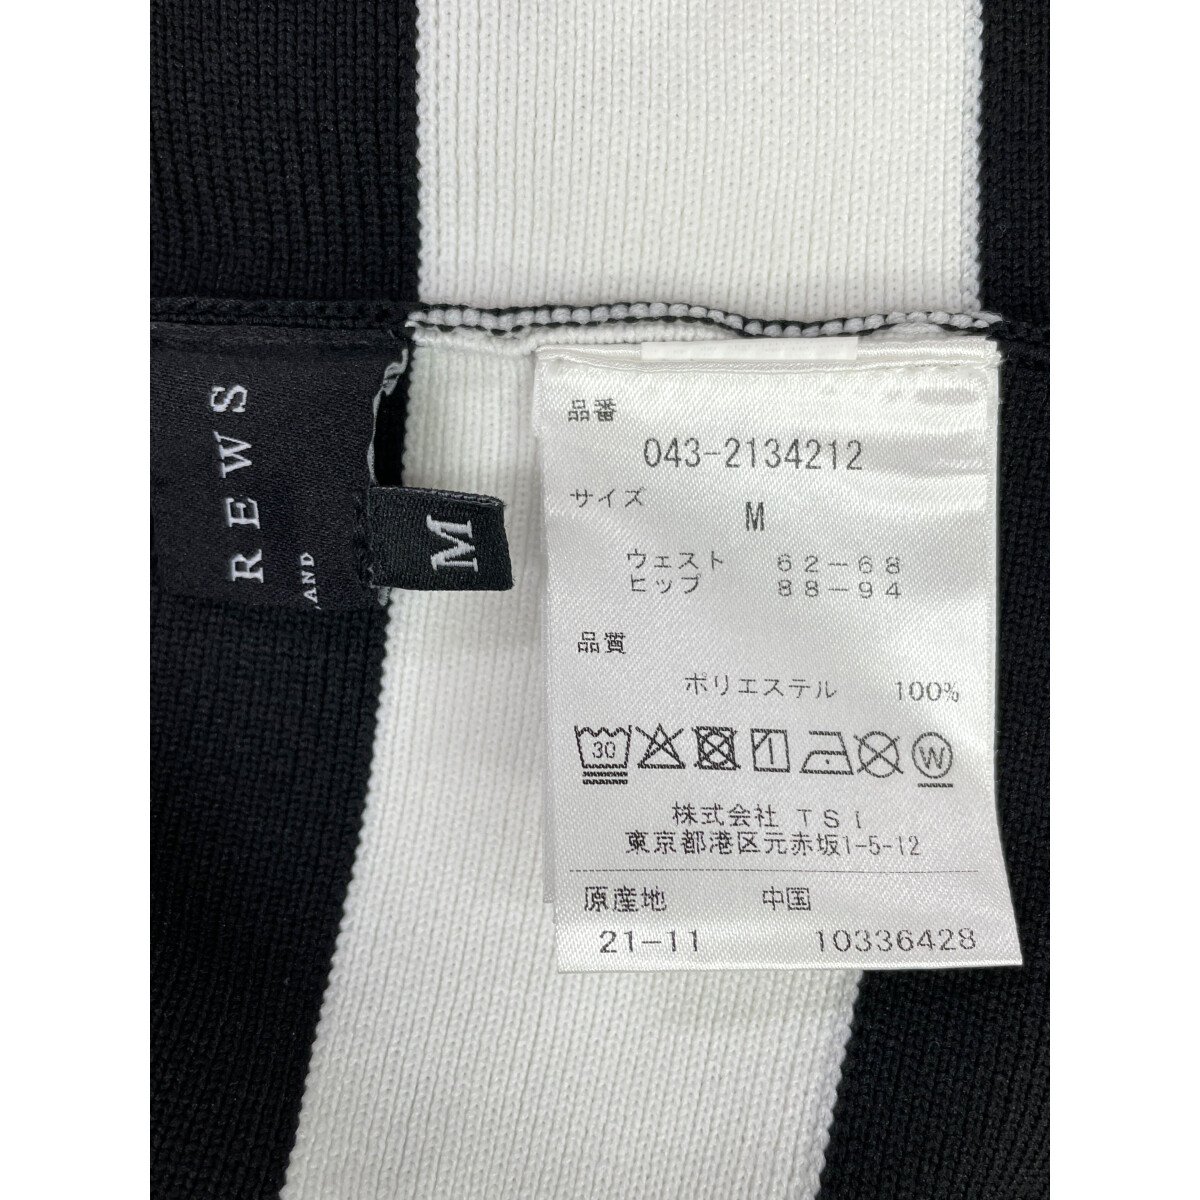 REWS
AND
M
品番
043-2134212
サイズ
M
ウェスト 62-68
ヒップ 88-94
品質
ポリエステル 100%
30
W
株式会社 TSI
東京都港区元赤坂1-5-12
原産地 中国
21-11 10336428